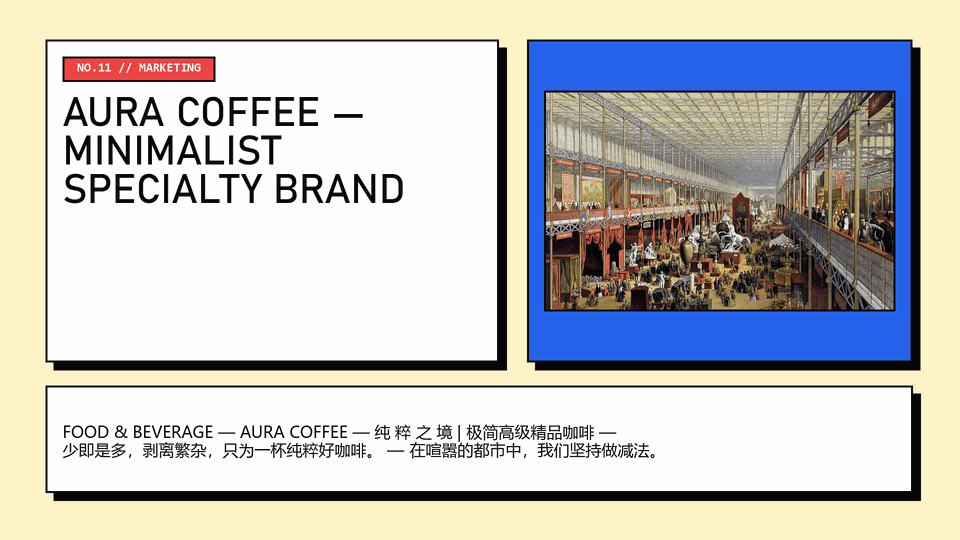 NO.11 // MARKETING
AURA COFFEE —
MINIMALIST
SPECIALTY BRAND
FOOD & BEVERAGE — AURA COFFEE — 纯 粹 之 境 | 极简高级精品咖啡 —
少即是多，剥离繁杂，只为一杯纯粹好咖啡。 — 在喧嚣的都市中，我们坚持做减法。